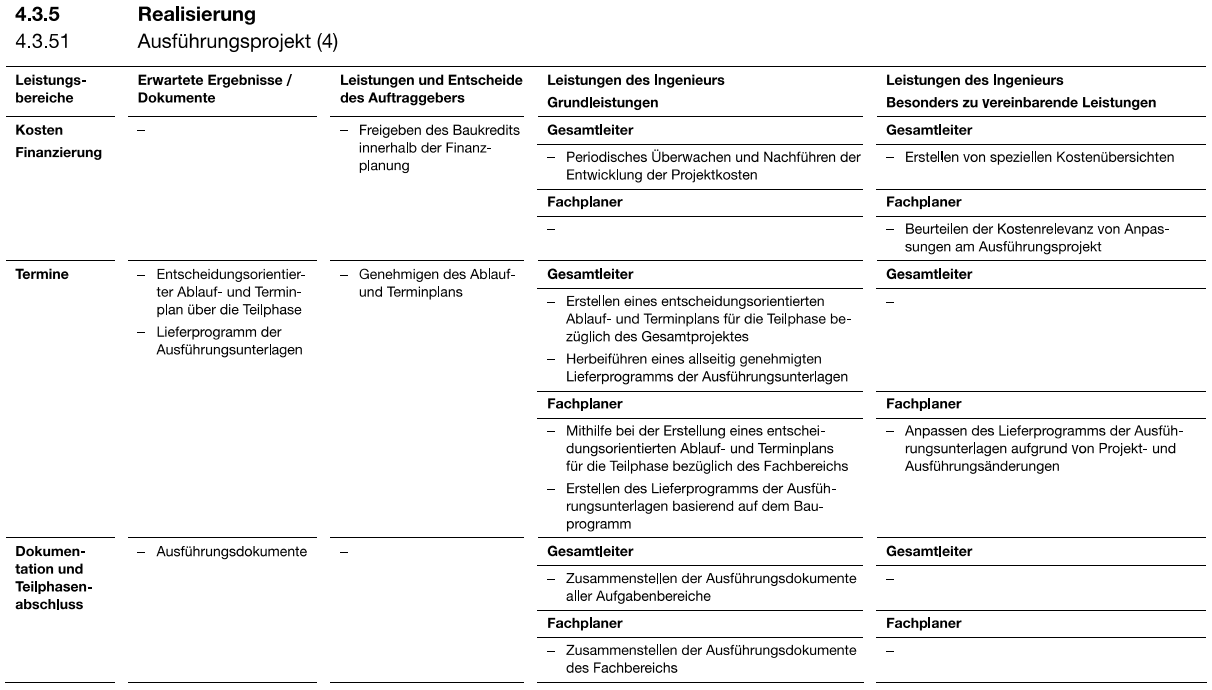 4.3.5 Realisierung
4.3.51 Ausführungsprojekt (4)
Leistungs-
bereiche
Erwartete Ergebnisse /
Dokumente
Leistungen und Entscheide
des Auftraggebers
Leistungen des Ingenieurs
Grundleistungen
Leistungen des Ingenieurs
Besonders zu vereinbarende Leistungen
Kosten
Finanzierung
–
– Freigeben des Baukredits
innerhalb der Finanz-
planung
Gesamtleiter
– Periodisches Überwachen und Nachführen der
Entwicklung der Projektkosten
Fachplaner
–
Gesamtleiter
– Erstellen von speziellen Kostenübersichten
Fachplaner
– Beurteilen der Kostenrelevanz von Anpas-
sungen am Ausführungsprojekt
Termine
– Entscheidungsorientier-
ter Ablauf- und Termin-
plan über die Teilphase
– Lieferprogramm der
Ausführungsunterlagen
– Genehmigen des Ablauf-
und Terminplans
Gesamtleiter
– Erstellen eines entscheidungsorientierten
Ablauf- und Terminplans für die Teilphase be-
züglich des Gesamtprojektes
– Herbeiführen eines allseitig genehmigten
Lieferprogramms der Ausführungsunterlagen
Fachplaner
– Mithilfe bei der Erstellung eines entschei-
dungsorientierten Ablauf- und Terminplans
für die Teilphase bezüglich des Fachbereichs
– Erstellen des Lieferprogramms der Ausfüh-
rungsunterlagen basierend auf dem Bau-
programm
Gesamtleiter
–
Fachplaner
– Anpassen des Lieferprogramms der Ausfüh-
rungsunterlagen aufgrund von Projekt- und
Ausführungsänderungen
Dokumen-
tation und
Teilphasen-
abschluss
– Ausführungsdokumente
–
Gesamtleiter
– Zusammenstellen der Ausführungsdokumente
aller Aufgabenbereiche
Fachplaner
– Zusammenstellen der Ausführungsdokumente
des Fachbereichs
Gesamtleiter
–
Fachplaner
–